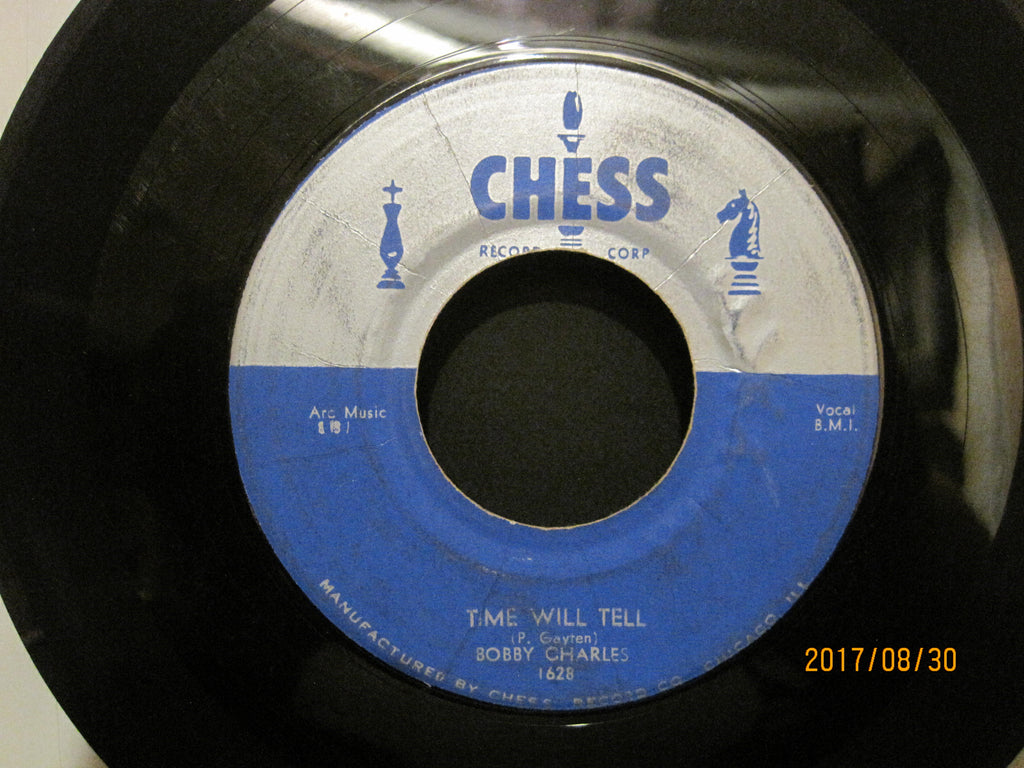 CHESS
RECORD CORP
Arc Music
Vocal
B.M.I.
TIME WILL TELL
(P. Gayten)
BOBBY CHARLES
1628
MANUFACTURED BY CHESS RECORD CO. CHICAGO, ILL
2017/08/30